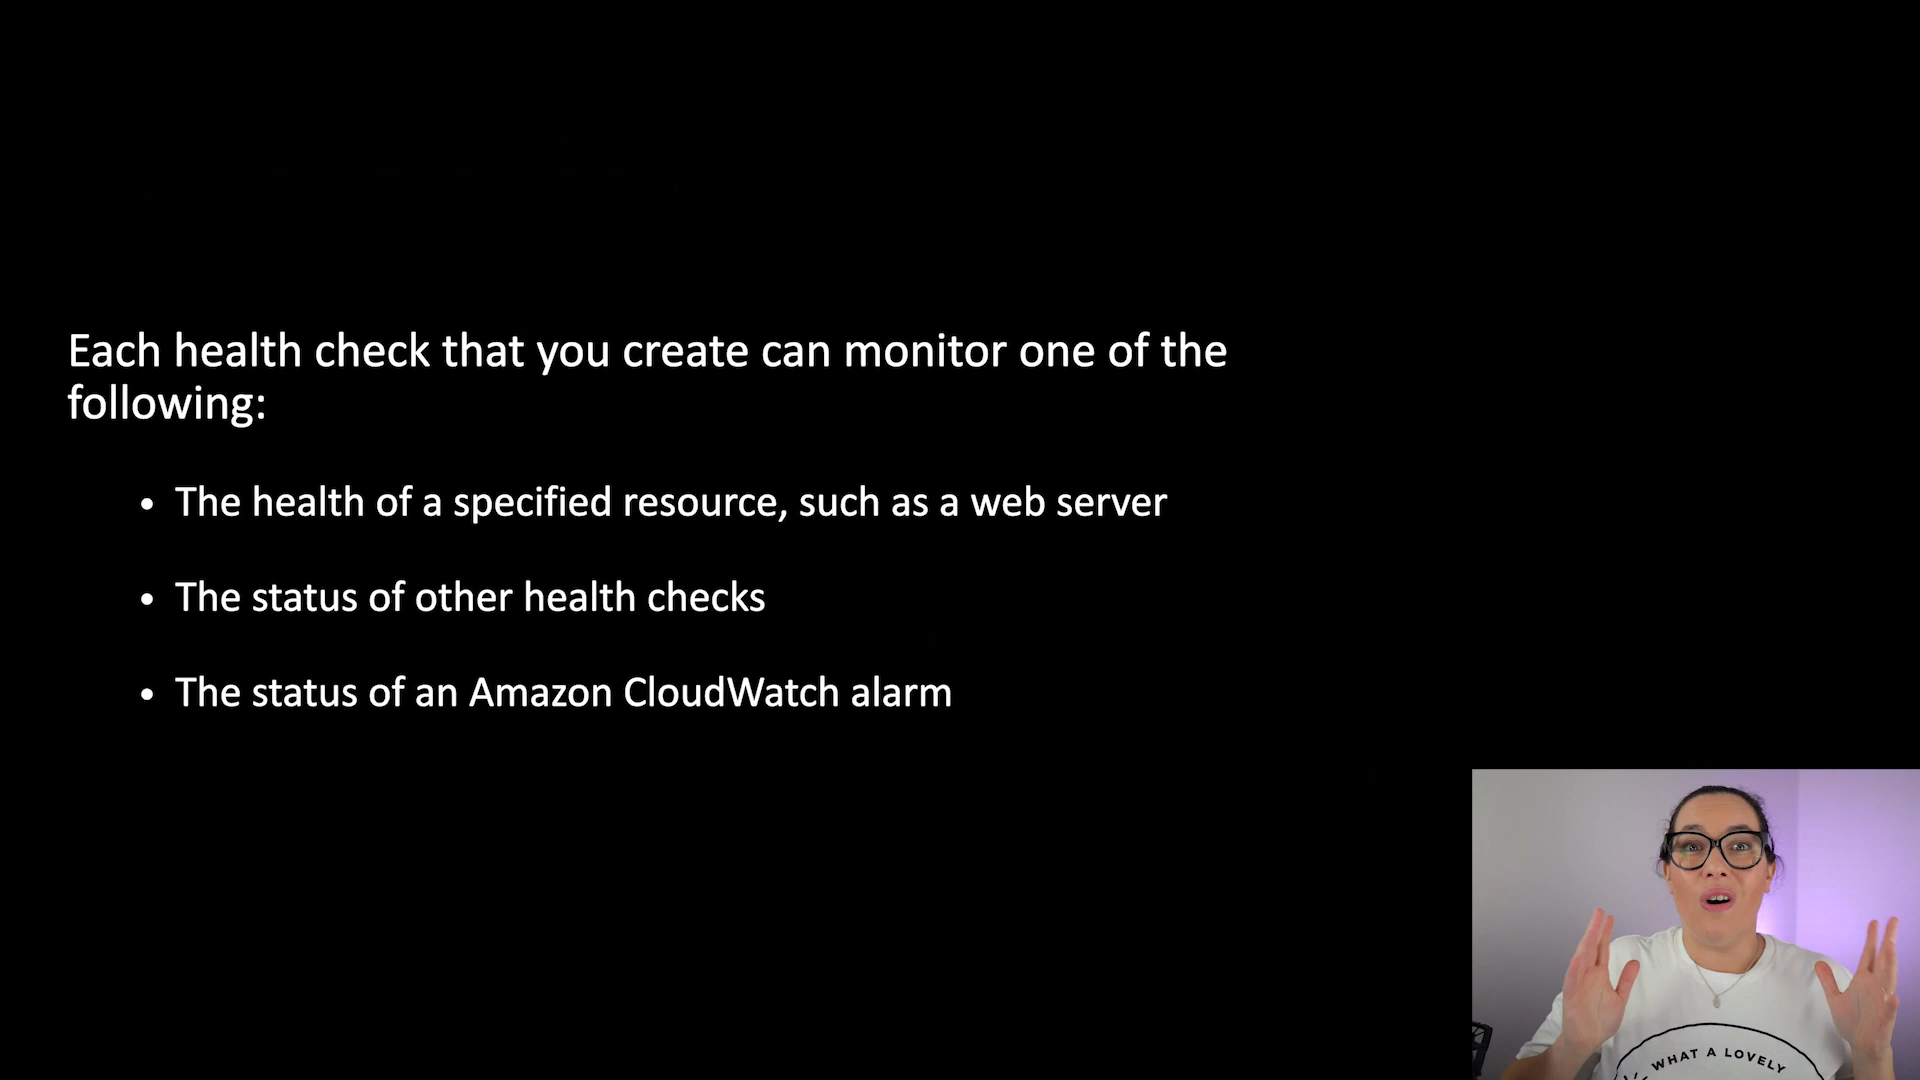 Each health check that you create can monitor one of the
following:
• The health of a specified resource, such as a web server
• The status of other health checks
• The status of an Amazon CloudWatch alarm
WHAT A LOVELY